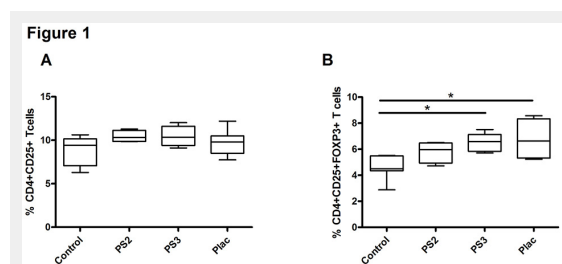 Figure 1
A
% CD4+CD25+ Tcells
15
10
5
0
Control
PS2
PS3
Plac
B
% CD4+CD25+FOXP3+ T cells
10
8
6
4
2
0
*
*
Control
PS2
PS3
Plac